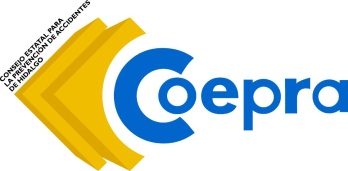 CONSEJO ESTATAL PARA
LA PREVENCIÓN DE ACCIDENTES
DE HIDALGO
Coepra